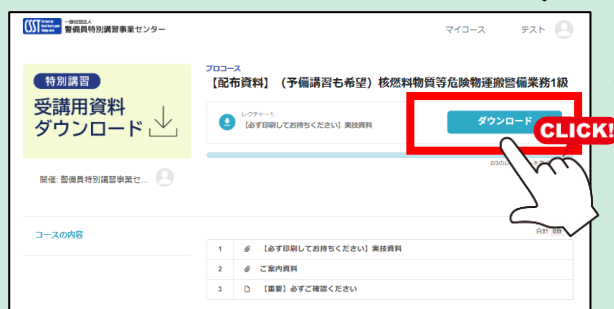 CSST
一般社団法人
警備員特別講習事業センター
マイコース
テスト
特別講習
受講用資料
ダウンロード
開催: 警備員特別講習事業セ...
プロコース
【配布資料】（予備講習も希望）核燃料物質等危険物運搬警備業務1級
レクチャー 1
【必ず印刷してお持ちください】実技資料
ダウンロード
CLICK!
コースの内容
合計
1 【必ず印刷してお持ちください】実技資料
2 ご案内資料
3 【重要】必ずご確認ください